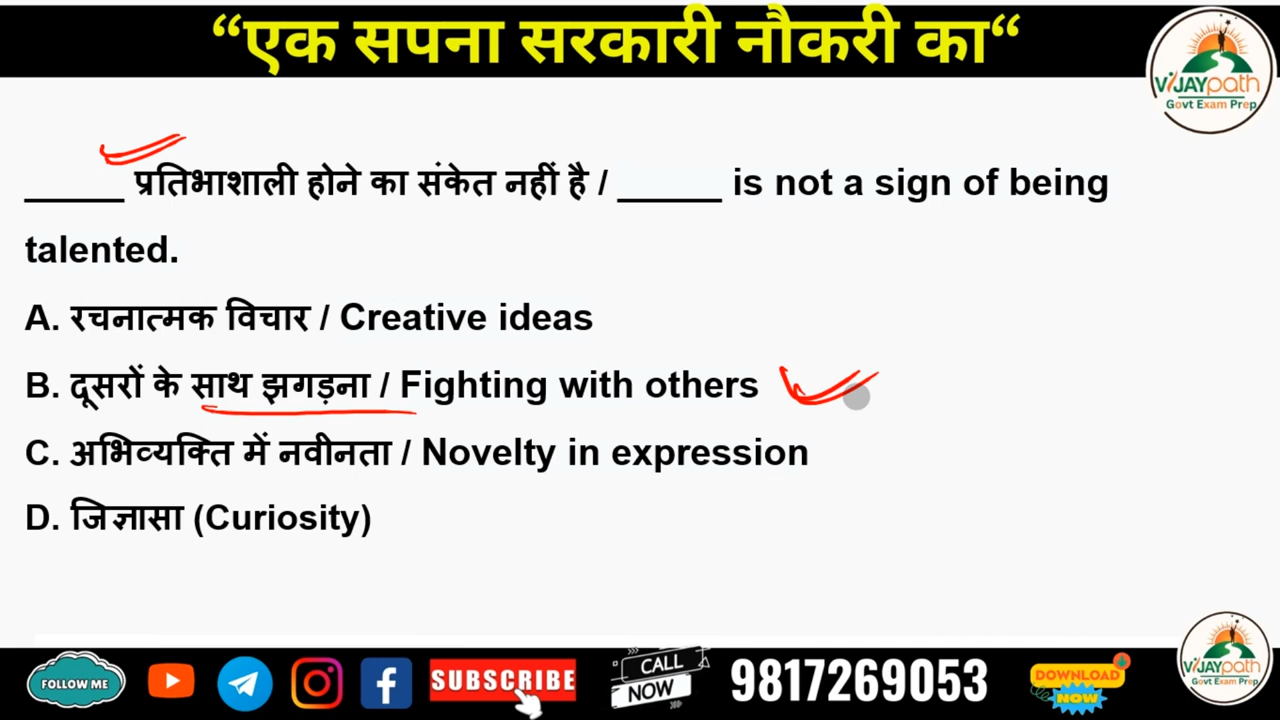 “एक सपना सरकारी नौकरी का“
VIJAYpath
Govt Exam Prep
_____ प्रतिभाशाली होने का संकेत नहीं है / _____ is not a sign of being
talented.
A. रचनात्मक विचार / Creative ideas
B. दूसरों के साथ झगड़ना / Fighting with others
C. अभिव्यक्ति में नवीनता / Novelty in expression
D. जिज्ञासा (Curiosity)
FOLLOW ME
SUBSCRIBE
CALL
NOW
9817269053
DOWNLOAD
NOW
VIJAYpath
Govt Exam Prep